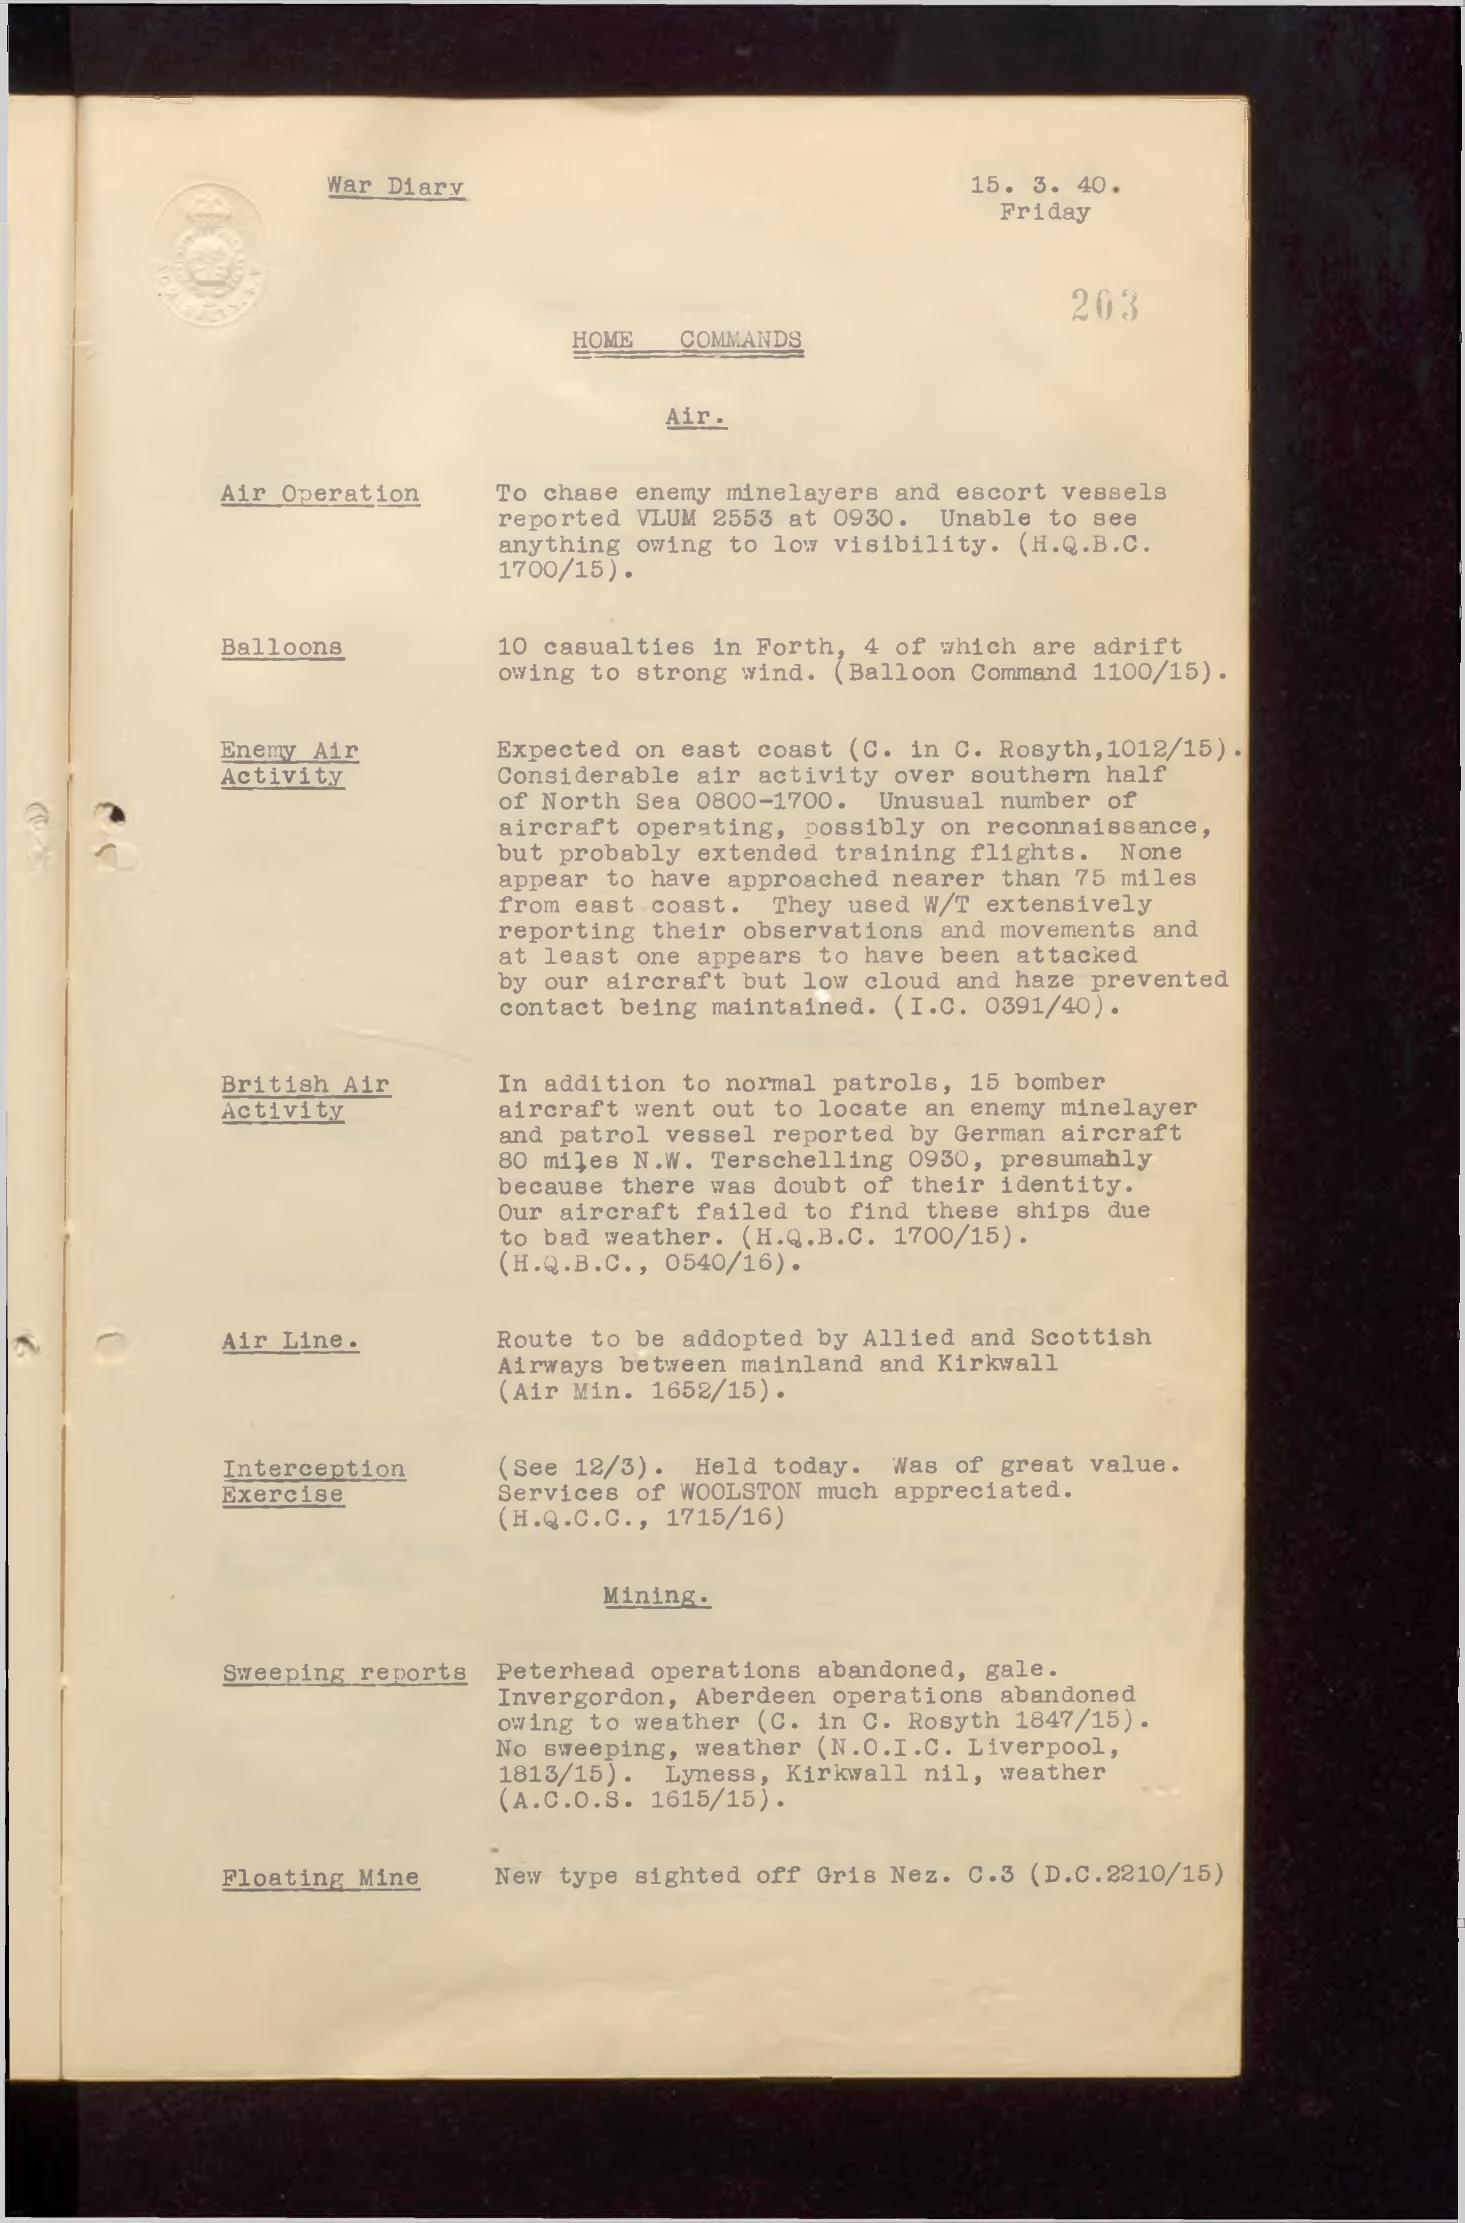 War Diary
15. 3. 40.
Friday
203
HOME COMMANDS
Air.
Air Operation
To chase enemy minelayers and escort vessels
reported VLUM 2553 at 0930. Unable to see
anything owing to low visibility. (H.Q.B.C.
1700/15).
Balloons
10 casualties in Forth, 4 of which are adrift
owing to strong wind. (Balloon Command 1100/15).
Enemy Air
Activity
Expected on east coast (C. in C. Rosyth,1012/15).
Considerable air activity over southern half
of North Sea 0800-1700. Unusual number of
aircraft operating, possibly on reconnaissance,
but probably extended training flights. None
appear to have approached nearer than 75 miles
from east coast. They used W/T extensively
reporting their observations and movements and
at least one appears to have been attacked
by our aircraft but low cloud and haze prevented
contact being maintained. (I.C. 0391/40).
British Air
Activity
In addition to normal patrols, 15 bomber
aircraft went out to locate an enemy minelayer
and patrol vessel reported by German aircraft
80 miles N.W. Terschelling 0930, presumably
because there was doubt of their identity.
Our aircraft failed to find these ships due
to bad weather. (H.Q.B.C. 1700/15).
(H.Q.B.C., 0540/16).
Air Line.
Route to be addopted by Allied and Scottish
Airways between mainland and Kirkwall
(Air Min. 1652/15).
Interception
Exercise
(See 12/3). Held today. Was of great value.
Services of WOOLSTON much appreciated.
(H.Q.C.C., 1715/16)
Mining.
Sweeping reports
Peterhead operations abandoned, gale.
Invergordon, Aberdeen operations abandoned
owing to weather (C. in C. Rosyth 1847/15).
No sweeping, weather (N.O.I.C. Liverpool,
1813/15). Lyness, Kirkwall nil, weather
(A.C.O.S. 1615/15).
Floating Mine
New type sighted off Gris Nez. C.3 (D.C.2210/15)